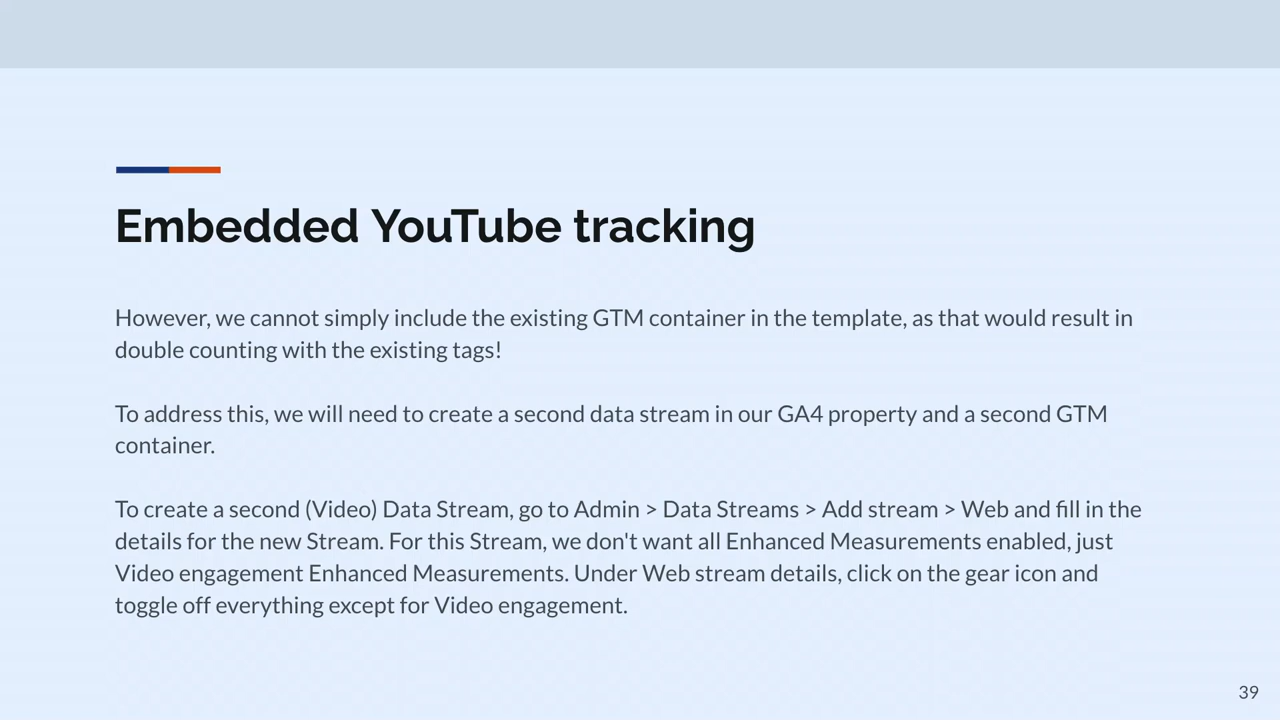 Embedded YouTube tracking
However, we cannot simply include the existing GTM container in the template, as that would result in
double counting with the existing tags!
To address this, we will need to create a second data stream in our GA4 property and a second GTM
container.
To create a second (Video) Data Stream, go to Admin > Data Streams > Add stream > Web and fill in the
details for the new Stream. For this Stream, we don't want all Enhanced Measurements enabled, just
Video engagement Enhanced Measurements. Under Web stream details, click on the gear icon and
toggle off everything except for Video engagement.
39